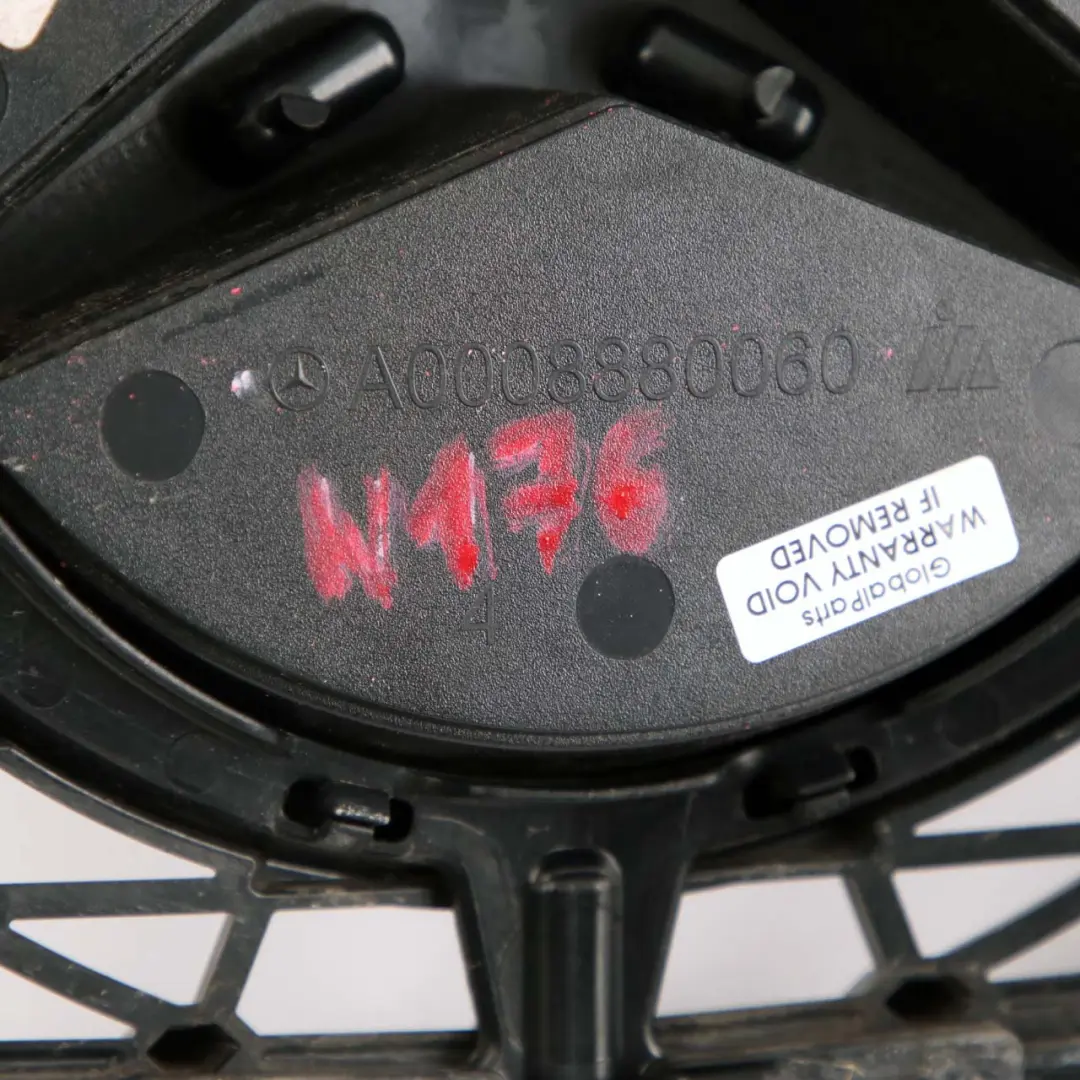 A0008880060
W176
4
GlobalParts
WARRANTY VOID
IF REMOVED